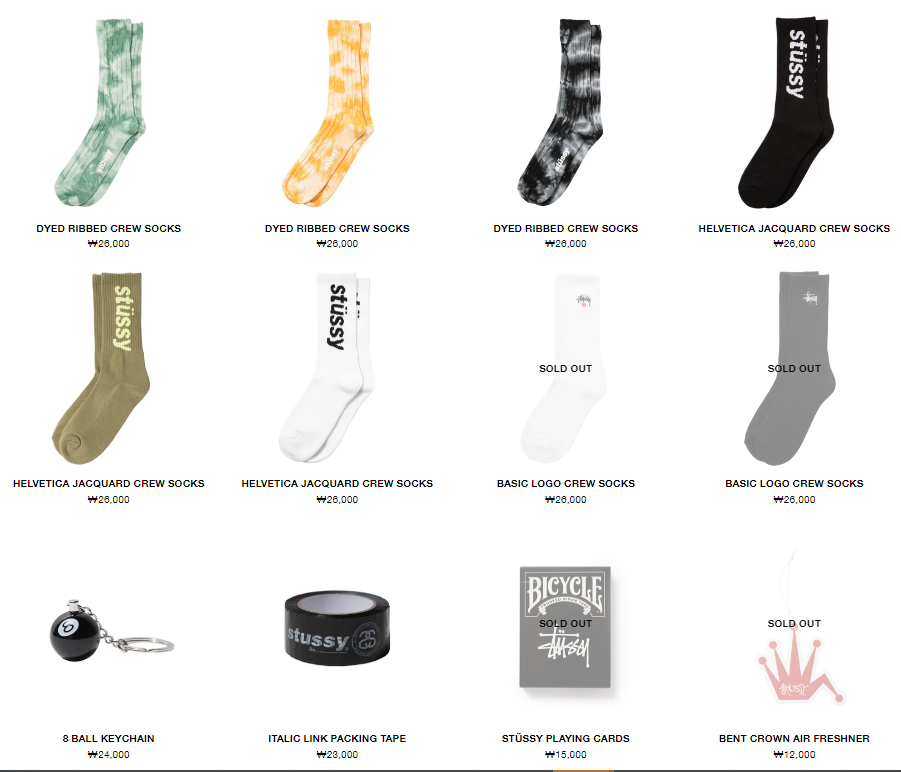 stüssy
DYED RIBBED CREW SOCKS
₩26,000
DYED RIBBED CREW SOCKS
₩26,000
stüssy
DYED RIBBED CREW SOCKS
₩26,000
stüssy
HELVETICA JACQUARD CREW SOCKS
₩26,000
stüssy
HELVETICA JACQUARD CREW SOCKS
₩26,000
stüssy
HELVETICA JACQUARD CREW SOCKS
₩26,000
Stüssy
SOLD OUT
BASIC LOGO CREW SOCKS
₩26,000
Stüssy
SOLD OUT
BASIC LOGO CREW SOCKS
₩26,000
8
8 BALL KEYCHAIN
₩24,000
stussy
ITALIC LINK PACKING TAPE
₩23,000
BICYCLE
SOLD OUT
STÜSSY
STÜSSY PLAYING CARDS
₩15,000
SOLD OUT
STÜSSY
BENT CROWN AIR FRESHNER
₩12,000